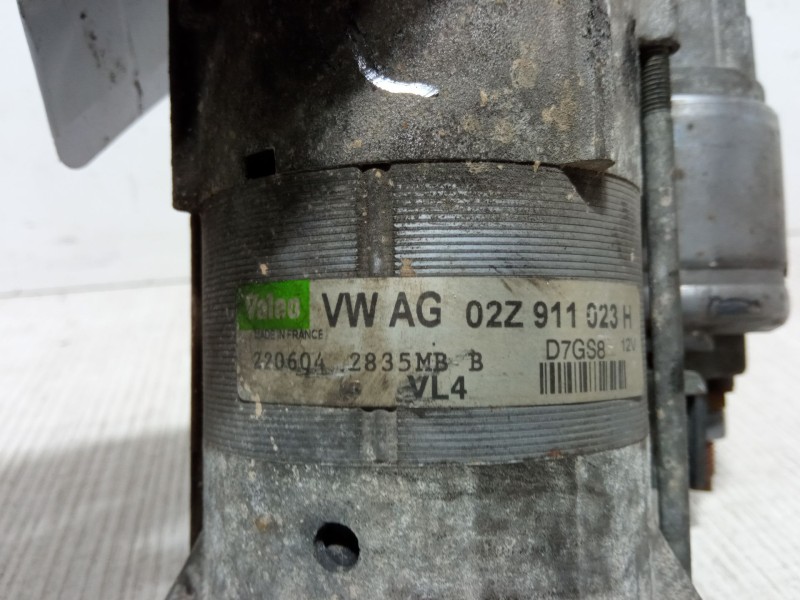 Valeo VW AG 02Z 911 023 H
MADE IN FRANCE
D7GS8 12V
220604 2835MB B
VL4